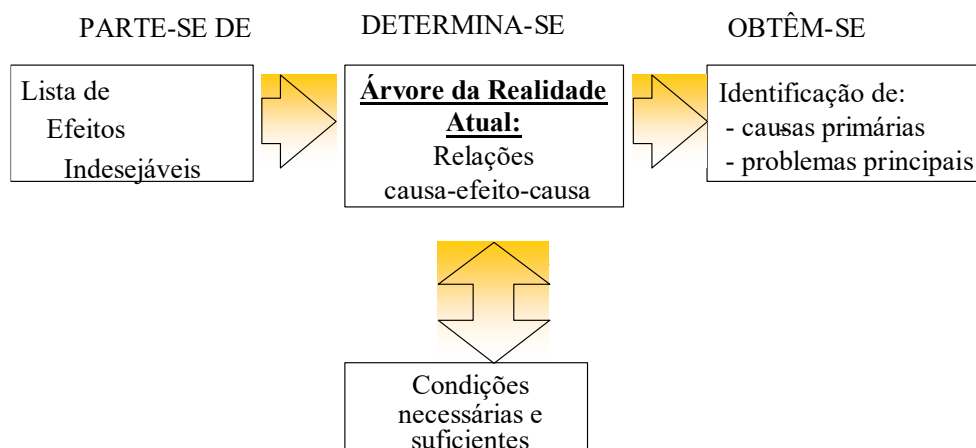 PARTE-SE DE
DETERMINA-SE
OBTÊM-SE
Lista de
Efeitos
Indesejáveis
Árvore da Realidade
Atual:
Relações
causa-efeito-causa
Identificação de:
- causas primárias
- problemas principais
Condições
necessárias e
suficientes